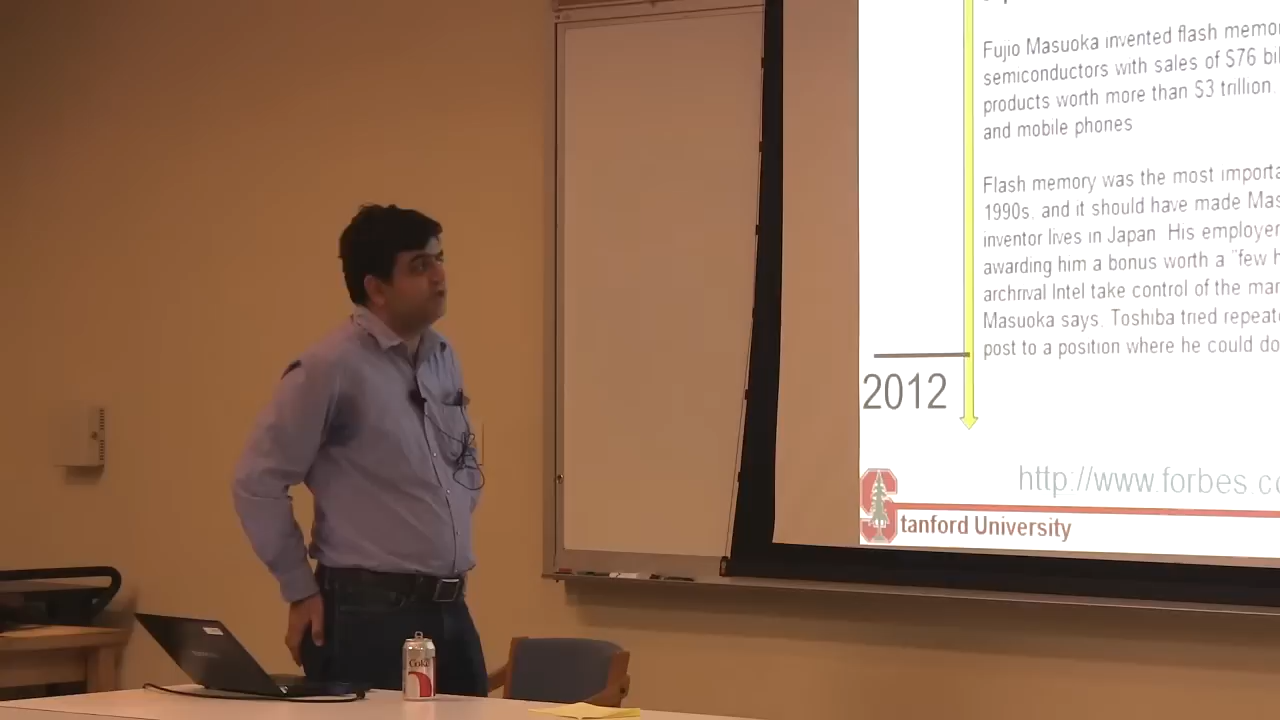 Fujio Masuoka invented flash memo
semiconductors with sales of $76 bil
products worth more than $3 trillion.
and mobile phones
Flash memory was the most importa
1990s, and it should have made Mas
inventor lives in Japan. His employer
awarding him a bonus worth a "few h
archrival Intel take control of the mar
Masuoka says, Toshiba tried repeate
post to a position where he could do
2012
http://www.forbes.co
Stanford University
Coke